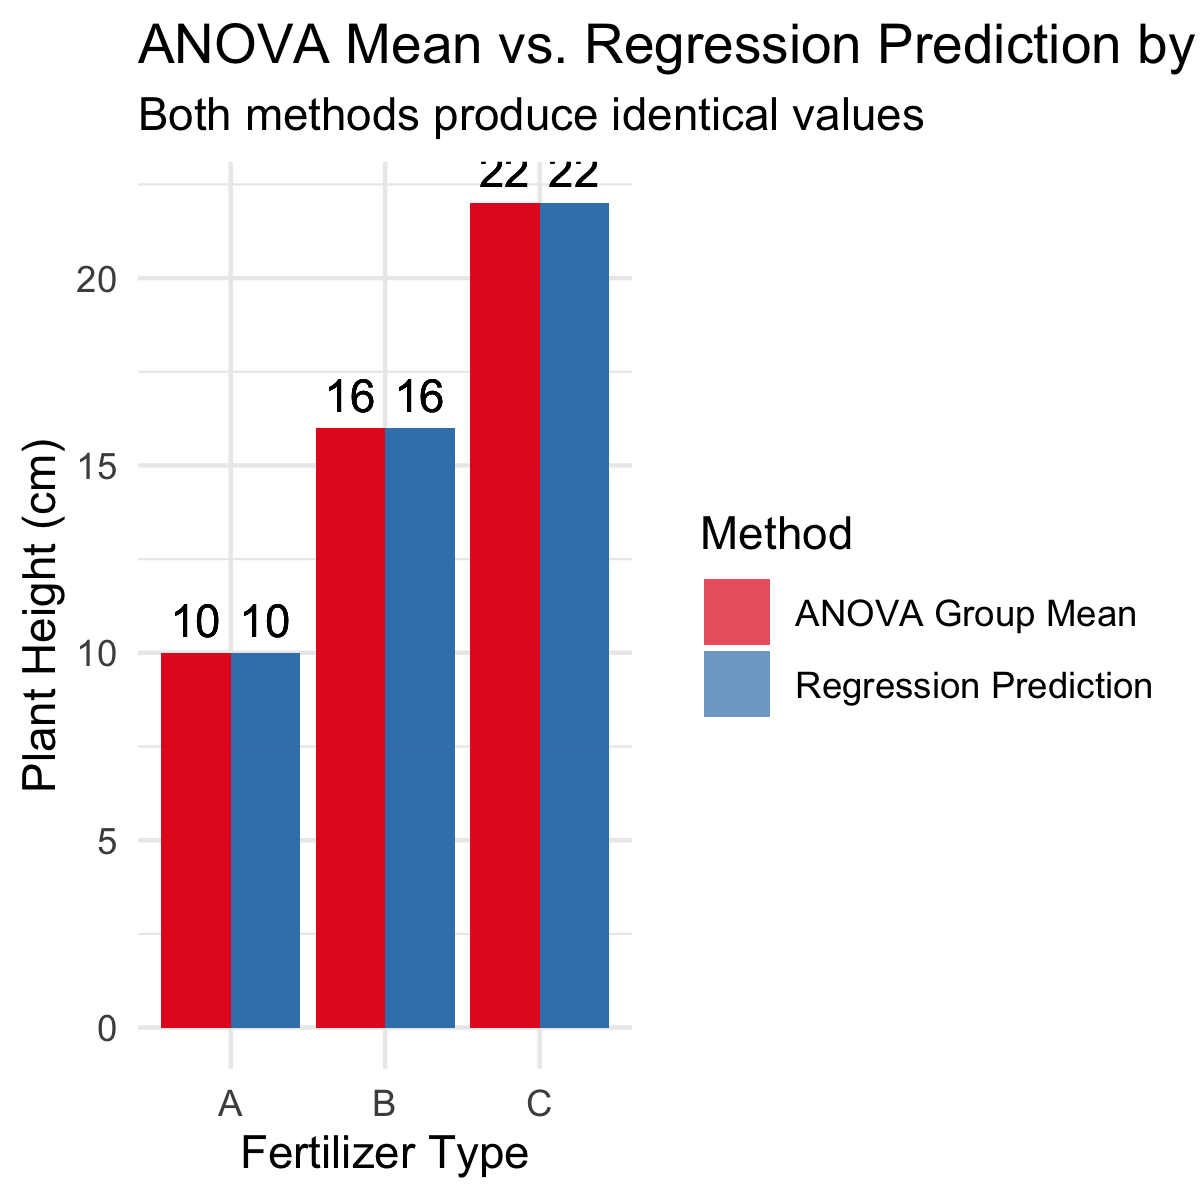 ANOVA Mean vs. Regression Prediction by
Both methods produce identical values
22 22
20
16 16
15
10 10
10
5
0
Plant Height (cm)
A B C
Fertilizer Type
Method
ANOVA Group Mean
Regression Prediction